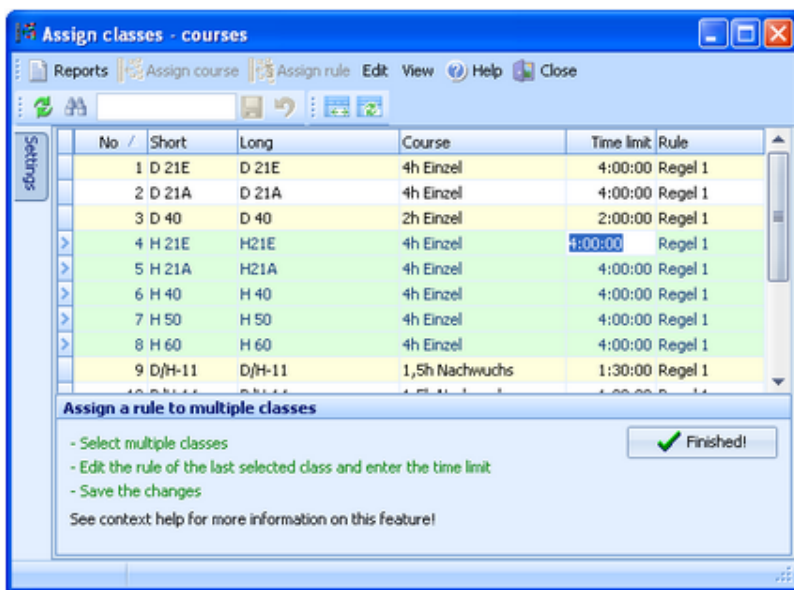 Assign classes - courses
Reports Assign course Assign rule Edit View Help Close
Settings
No Short Long Course Time limit Rule
1 D 21E D 21E 4h Einzel 4:00:00 Regel 1
2 D 21A D 21A 4h Einzel 4:00:00 Regel 1
3 D 40 D 40 2h Einzel 2:00:00 Regel 1
4 H 21E H21E 4h Einzel 4:00:00 Regel 1
5 H 21A H21A 4h Einzel 4:00:00 Regel 1
6 H 40 H 40 4h Einzel 4:00:00 Regel 1
7 H 50 H 50 4h Einzel 4:00:00 Regel 1
8 H 60 H 60 4h Einzel 4:00:00 Regel 1
9 D/H-11 D/H-11 1,5h Nachwuchs 1:30:00 Regel 1
Assign a rule to multiple classes
- Select multiple classes
Finished!
- Edit the rule of the last selected class and enter the time limit
- Save the changes
See context help for more information on this feature!